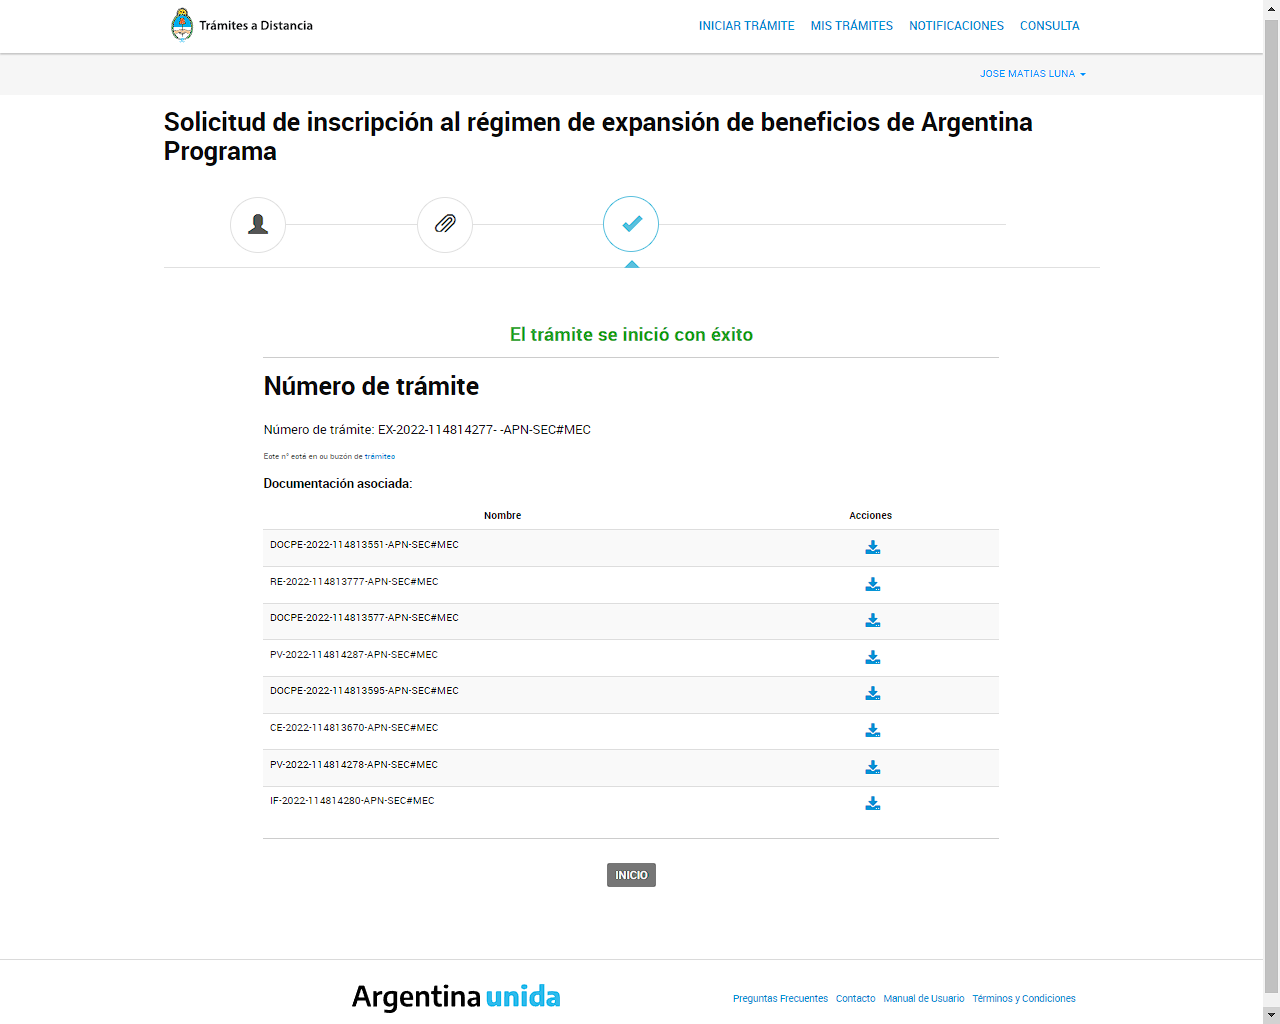 Trámites a Distancia
INICIAR TRÁMITE MIS TRÁMITES NOTIFICACIONES CONSULTA
JOSE MATIAS LUNA
Solicitud de inscripción al régimen de expansión de beneficios de Argentina
Programa
El trámite se inició con éxito
Número de trámite
Número de trámite: EX-2022-114814277- -APN-SEC#MEC
Este n° está en su buzón de trámites
Documentación asociada:
Nombre Acciones
DOCPE-2022-114813551-APN-SEC#MEC
RE-2022-114813777-APN-SEC#MEC
DOCPE-2022-114813577-APN-SEC#MEC
PV-2022-114814287-APN-SEC#MEC
DOCPE-2022-114813595-APN-SEC#MEC
CE-2022-114813670-APN-SEC#MEC
PV-2022-114814278-APN-SEC#MEC
IF-2022-114814280-APN-SEC#MEC
INICIO
Argentina unida
Preguntas Frecuentes Contacto Manual de Usuario Términos y Condiciones